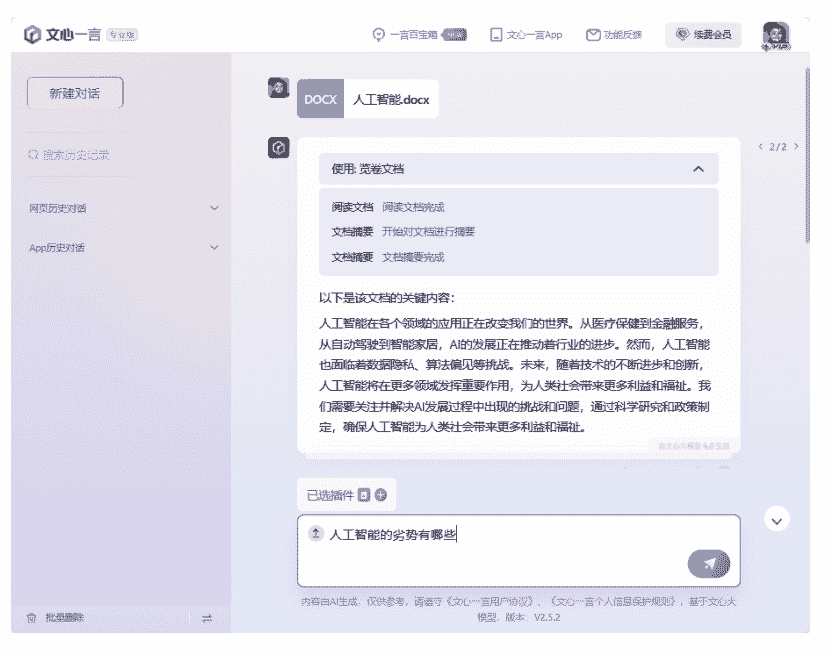 文心一言 专业版
一言百宝箱 NEW 文心一言App 功能反馈 续费会员
新建对话
搜索历史记录
网页历史对话
App历史对话
DOCX 人工智能.docx
2/2
使用: 览卷文档
阅读文档 阅读文档完成
文档摘要 开始对文档进行摘要
文档摘要 文档摘要完成
以下是该文档的关键内容：
人工智能在各个领域的应用正在改变我们的世界。从医疗保健到金融服务，
从自动驾驶到智能家居，AI的发展正在推动着行业的进步。然而，人工智能
也面临着数据隐私、算法偏见等挑战。未来，随着技术的不断进步和创新，
人工智能将在更多领域发挥重要作用，为人类社会带来更多利益和福祉。我
们需要关注并解决AI发展过程中出现的挑战和问题，通过科学研究和政策制
定，确保人工智能为人类社会带来更多利益和福祉。
已选插件
人工智能的劣势有哪些
内容由AI生成，仅供参考，请遵守《文心一言用户协议》、《文心一言个人信息保护规则》，基于文心大
模型，版本：V2.5.2
批量删除